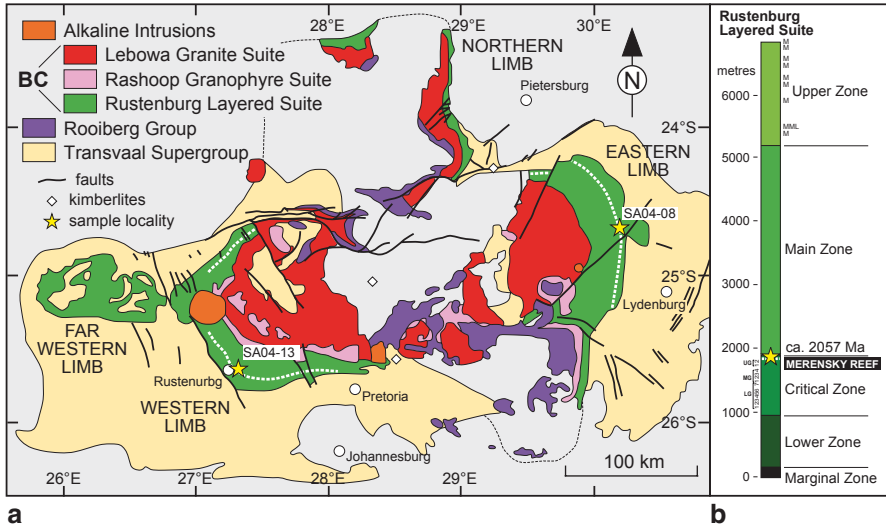 27°E
28°E
29°E
30°E
Alkaline Intrusions
BC
Lebowa Granite Suite
Rashoop Granophyre Suite
Rustenburg Layered Suite
Rooiberg Group
Transvaal Supergroup
faults
kimberlites
sample locality
NORTHERN
LIMB
Pietersburg
N
24°S
EASTERN
LIMB
SA04-08
25°S
Lydenburg
FAR
WESTERN
LIMB
SA04-13
Rustenurbg
WESTERN
LIMB
Pretoria
26°S
Johannesburg
100 km
26°E
27°E
28°E
29°E
30°E
a
Rustenburg
Layered Suite
metres
M
M
M
M
M
M
M
6000
Upper Zone
MML
M
5000
4000
Main Zone
3000
ca. 2057 Ma
2000
UG
MERENSKY REEF
MG
Critical Zone
LG
1000
Lower Zone
0
Marginal Zone
b